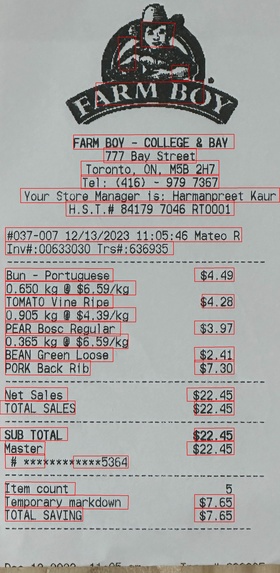 FARM BOY
FARM BOY - COLLEGE & BAY
777 Bay Street
Toronto, ON, M5B 2H7
Tel: (416) - 979 7367
Your Store Manager is: Harmanpreet Kaur
H.S.T.# 84179 7046 RT0001
#037-007 12/13/2023 11:05:46 Mateo R
Inv#:00633030 Trs#:636935
Bun - Portuguese $4.49
0.650 kg @ $6.59/kg
TOMATO Vine Ripe $4.28
0.905 kg @ $4.39/kg
PEAR Bosc Regular $3.97
0.365 kg @ $6.59/kg
BEAN Green Loose $2.41
PORK Back Rib $7.30
Net Sales $22.45
TOTAL SALES $22.45
SUB TOTAL $22.45
Master $22.45
# ************5364
Item count 5
Temporary markdown $7.65
TOTAL SAVING $7.65